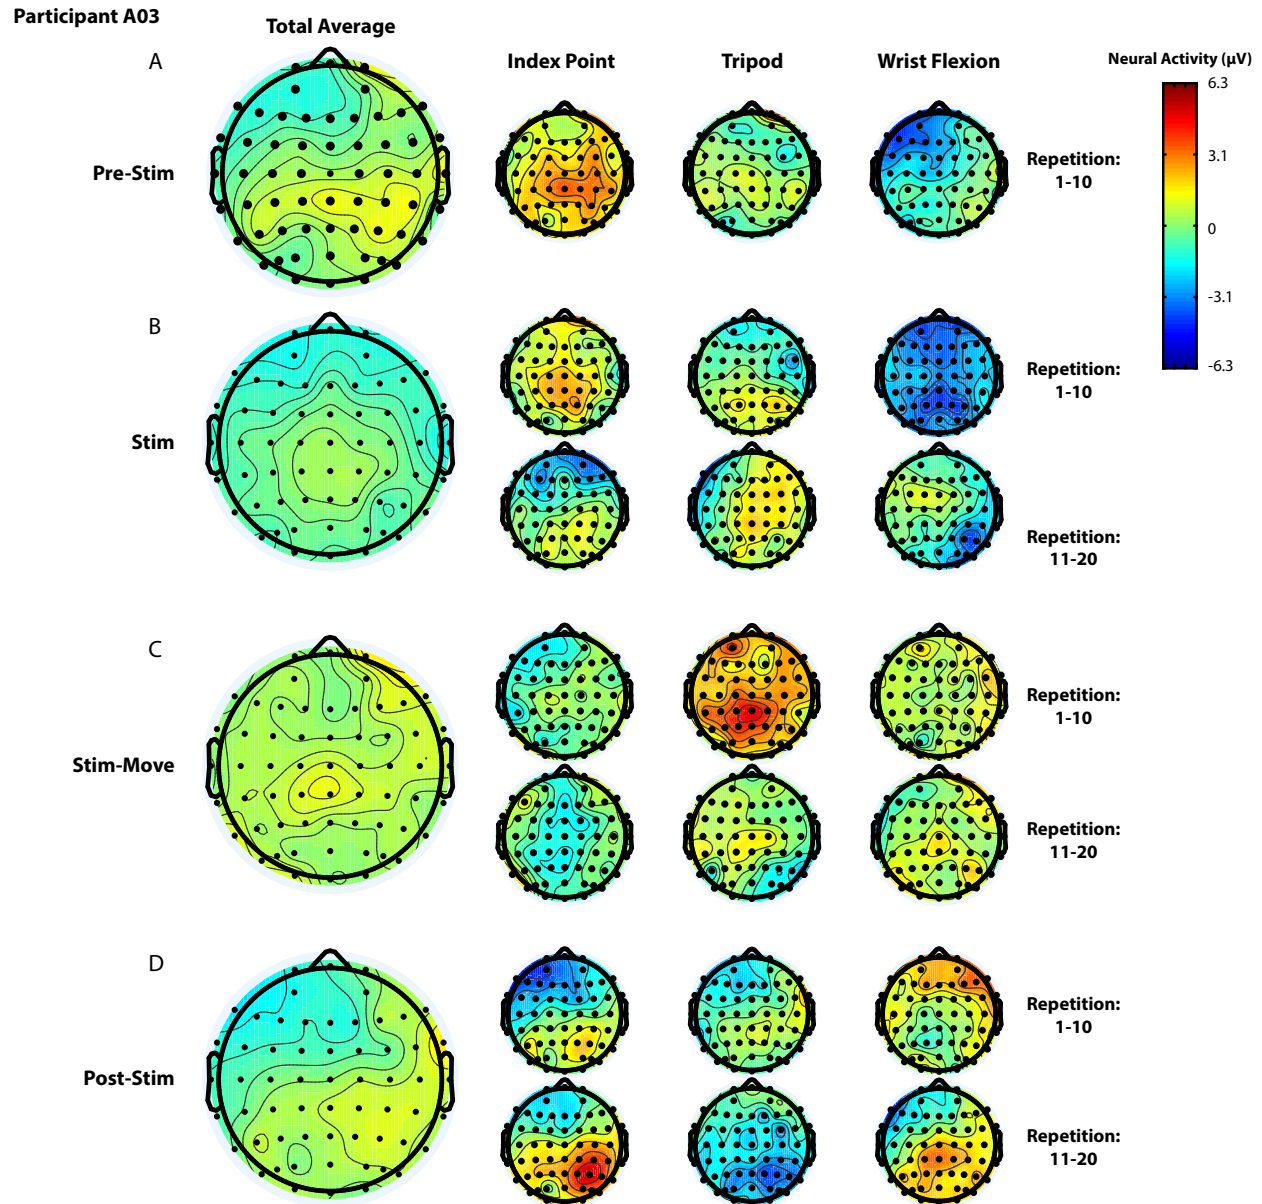 Participant A03
Total Average
A
Index Point
Tripod
Wrist Flexion
Neural Activity (µV)
6.3
3.1
0
-3.1
-6.3
Pre-Stim
Repetition:
1-10
B
Stim
Repetition:
1-10
Repetition:
11-20
C
Stim-Move
Repetition:
1-10
Repetition:
11-20
D
Post-Stim
Repetition:
1-10
Repetition:
11-20